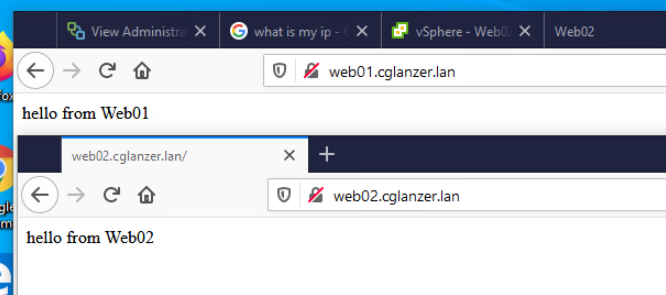 View Administra
what is my ip - G
vSphere - Web02
Web02
web01.cglanzer.lan
hello from Web01
web02.cglanzer.lan/
web02.cglanzer.lan
hello from Web02